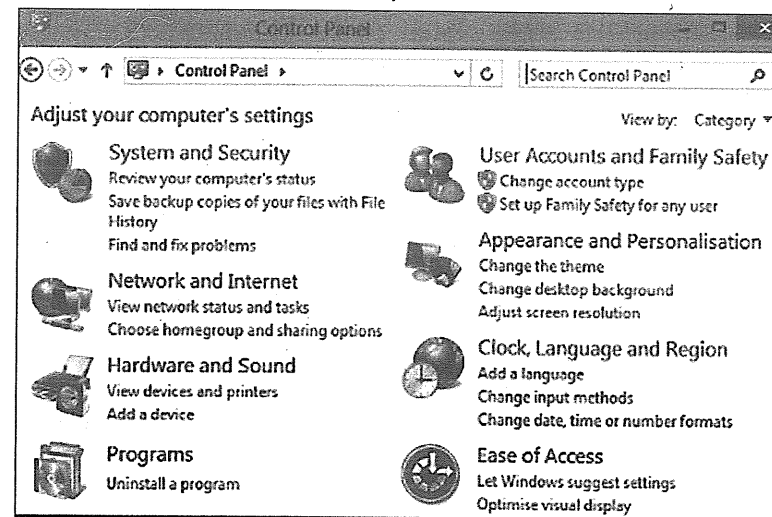 Control Panel
Control Panel
Search Control Panel
Adjust your computer's settings
View by: Category
System and Security
Review your computer's status
Save backup copies of your files with File
History
Find and fix problems
Network and Internet
View network status and tasks
Choose homegroup and sharing options
Hardware and Sound
View devices and printers
Add a device
Programs
Uninstall a program
User Accounts and Family Safety
Change account type
Set up Family Safety for any user
Appearance and Personalisation
Change the theme
Change desktop background
Adjust screen resolution
Clock, Language and Region
Add a language
Change input methods
Change date, time or number formats
Ease of Access
Let Windows suggest settings
Optimise visual display